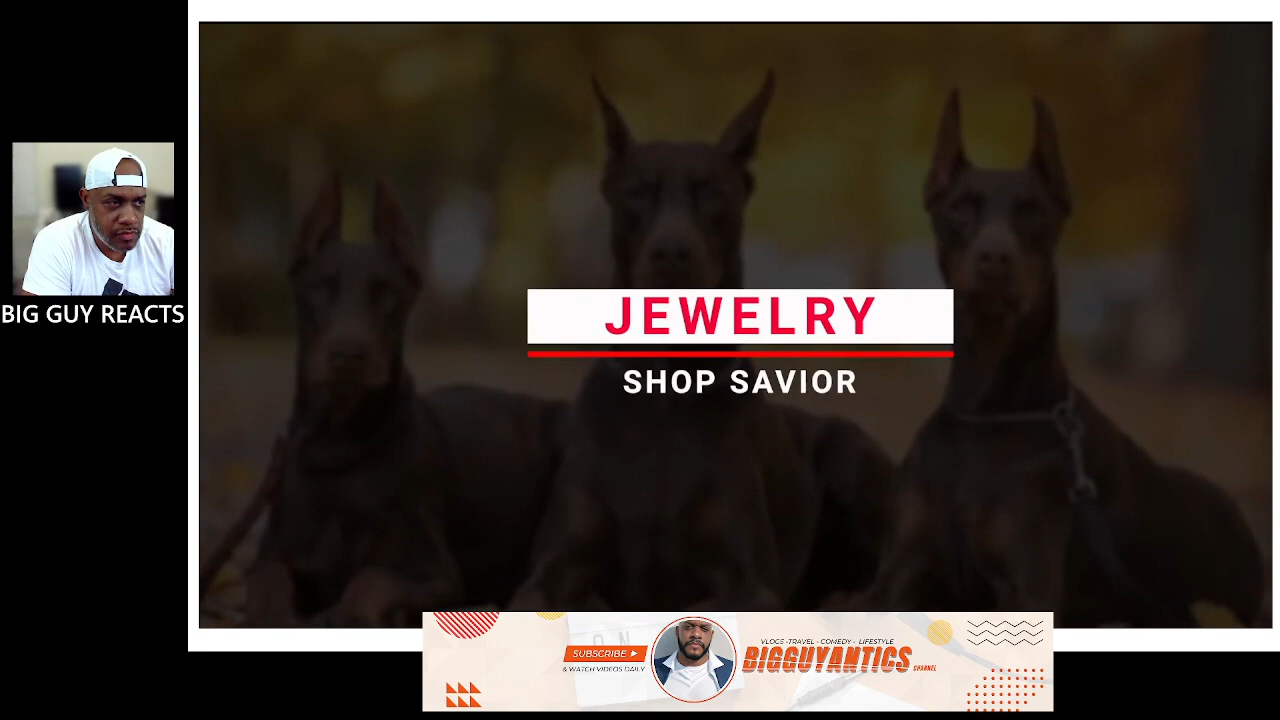 BIG GUY REACTS
JEWELRY
SHOP SAVIOR
SUBSCRIBE
& WATCH VIDEOS DAILY
VLOGS -TRAVEL - COMEDY - LIFESTYLE
BIGGUYANTICS
CHANNEL